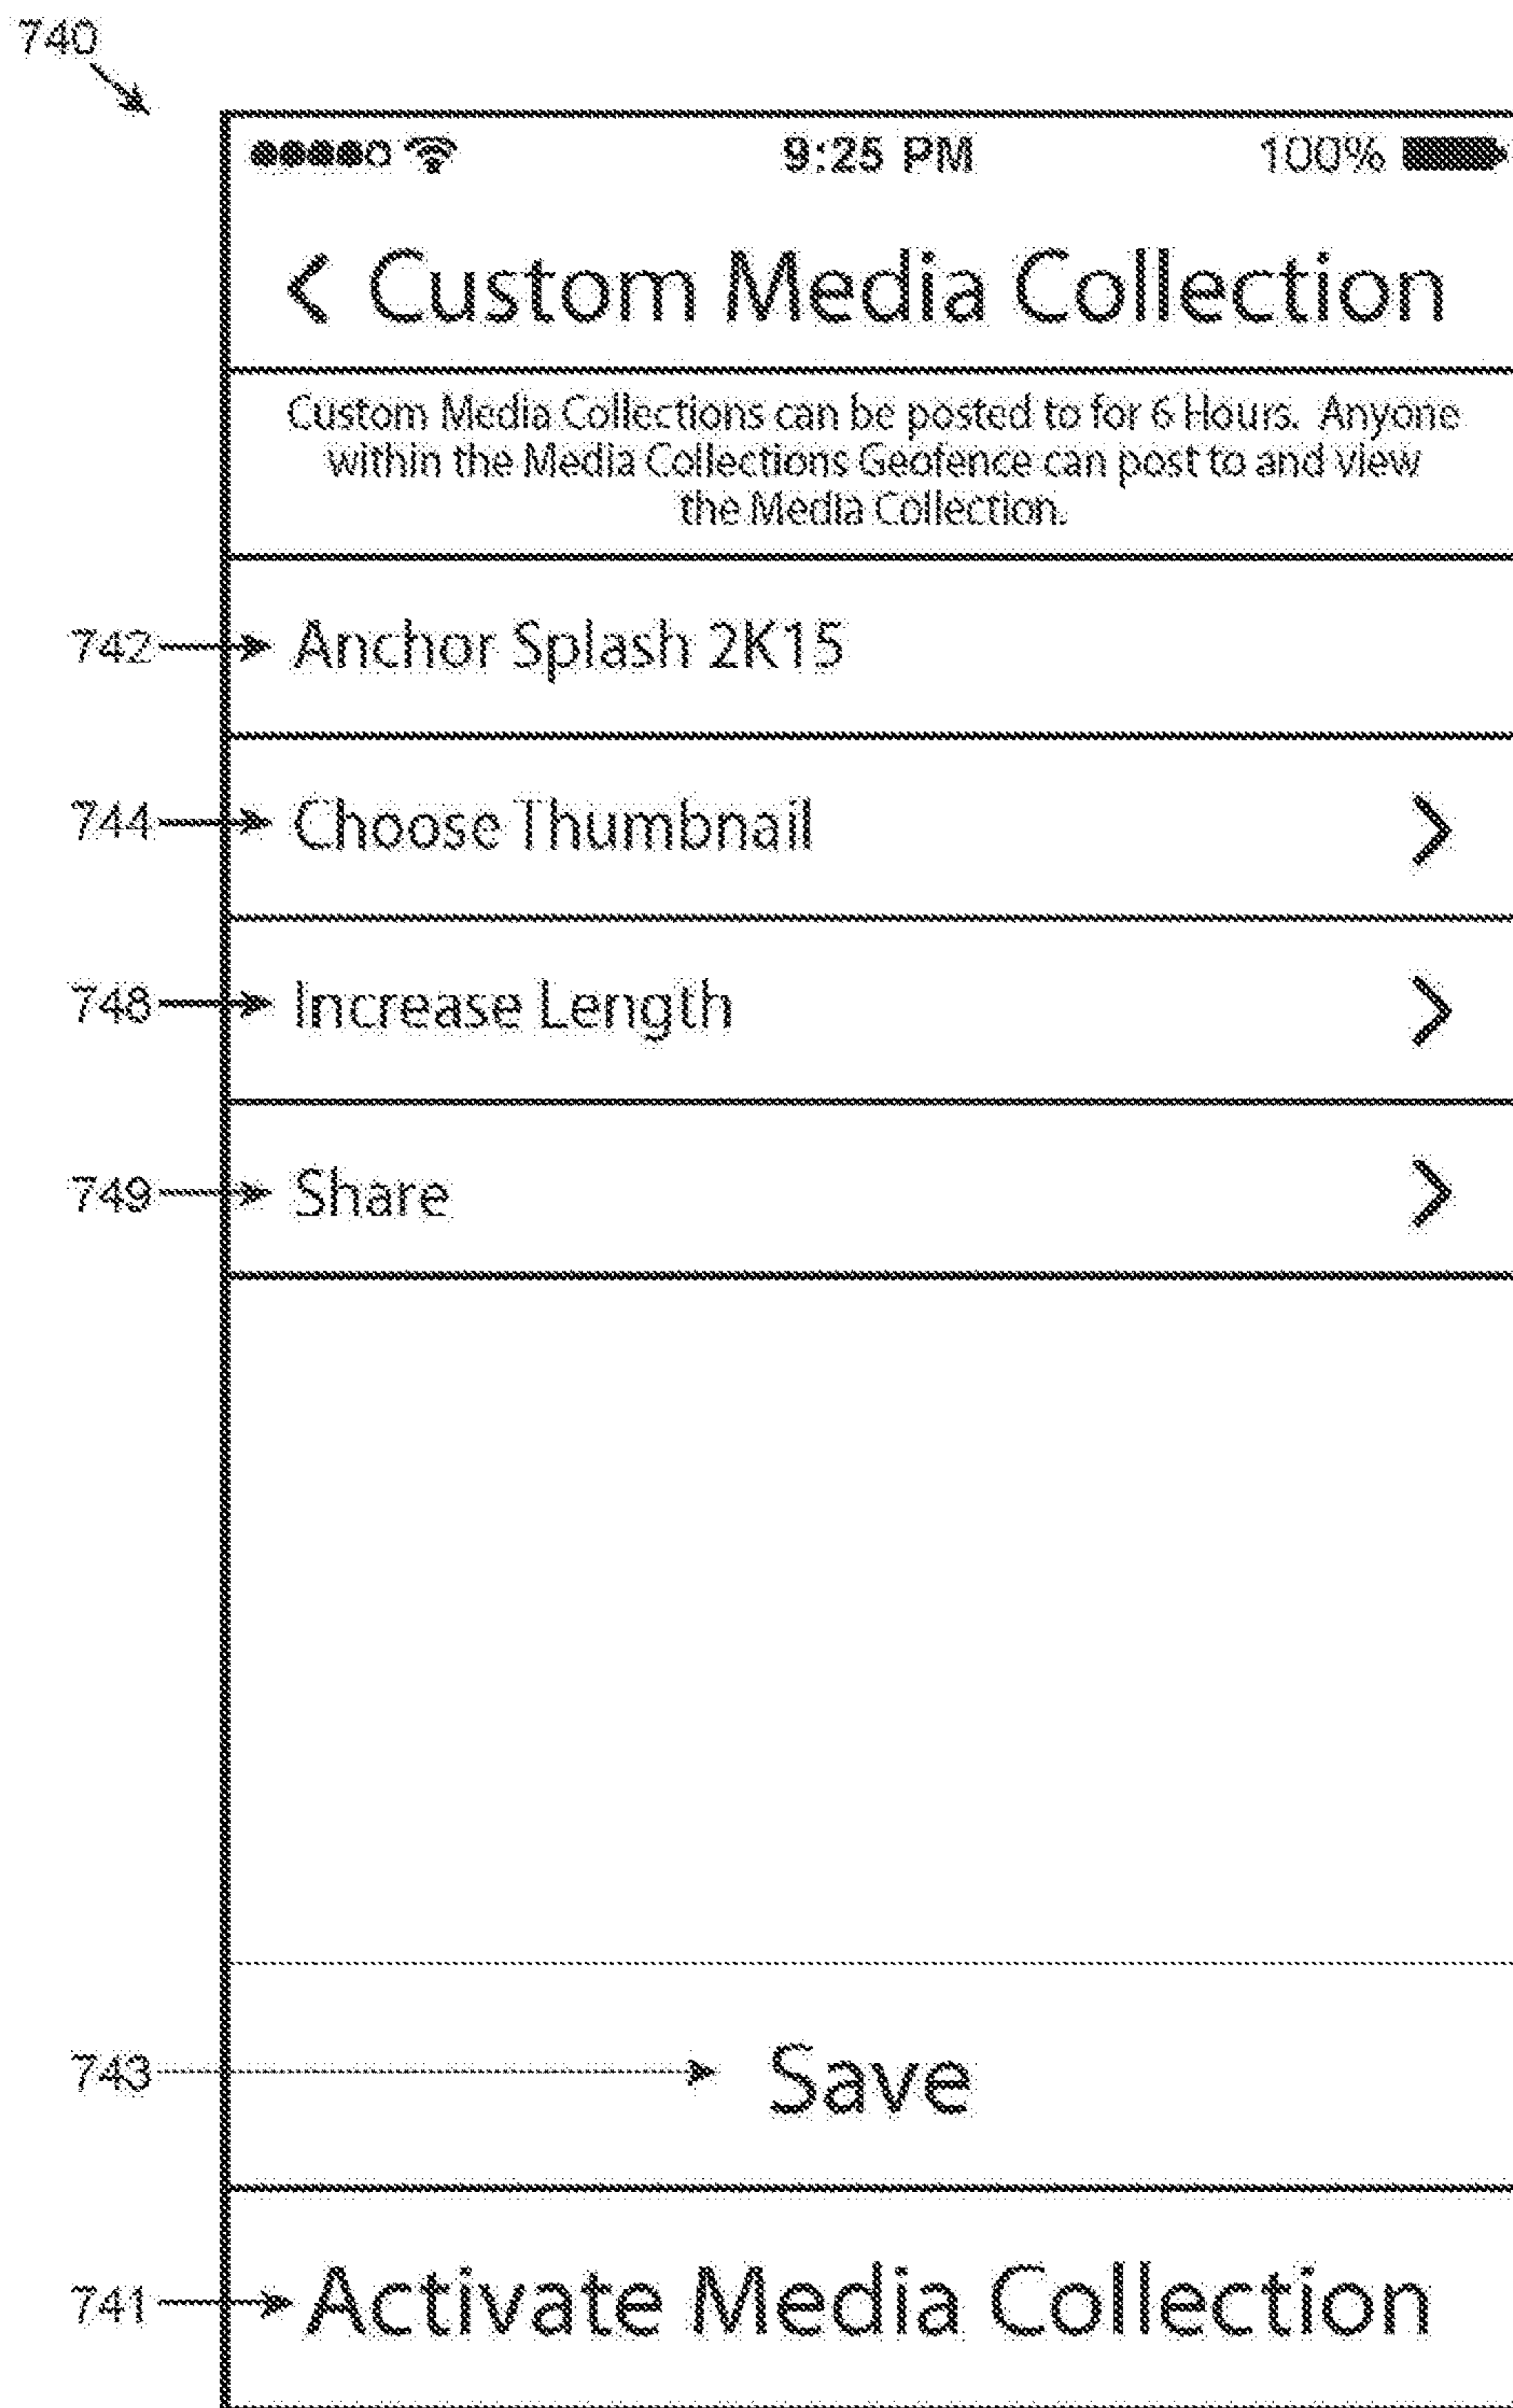 740
9:25 PM 100%
< Custom Media Collection
Custom Media Collections can be posted to for 6 Hours. Anyone
within the Media Collections Geofence can post to and view
the Media Collection.
742 Anchor Splash 2K15
744 Choose Thumbnail >
748 Increase Length >
749 Share >
743 Save
741 Activate Media Collection